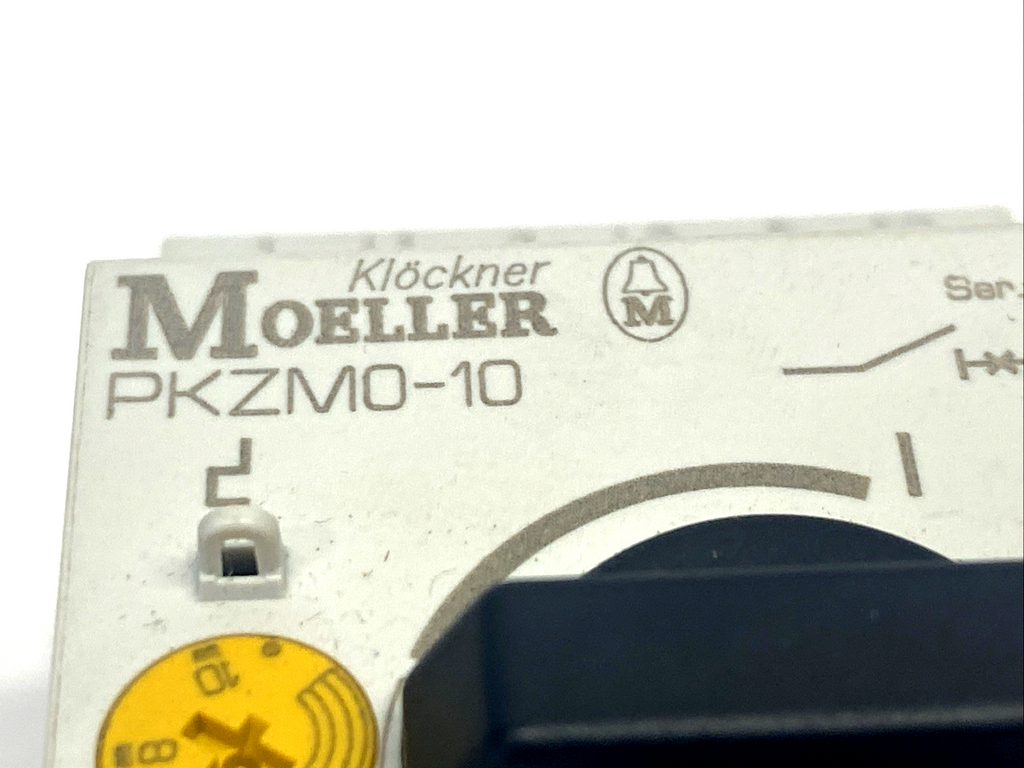 Klöckner
MOELLER
M
PKZM0-10
Ser.
I
10
8